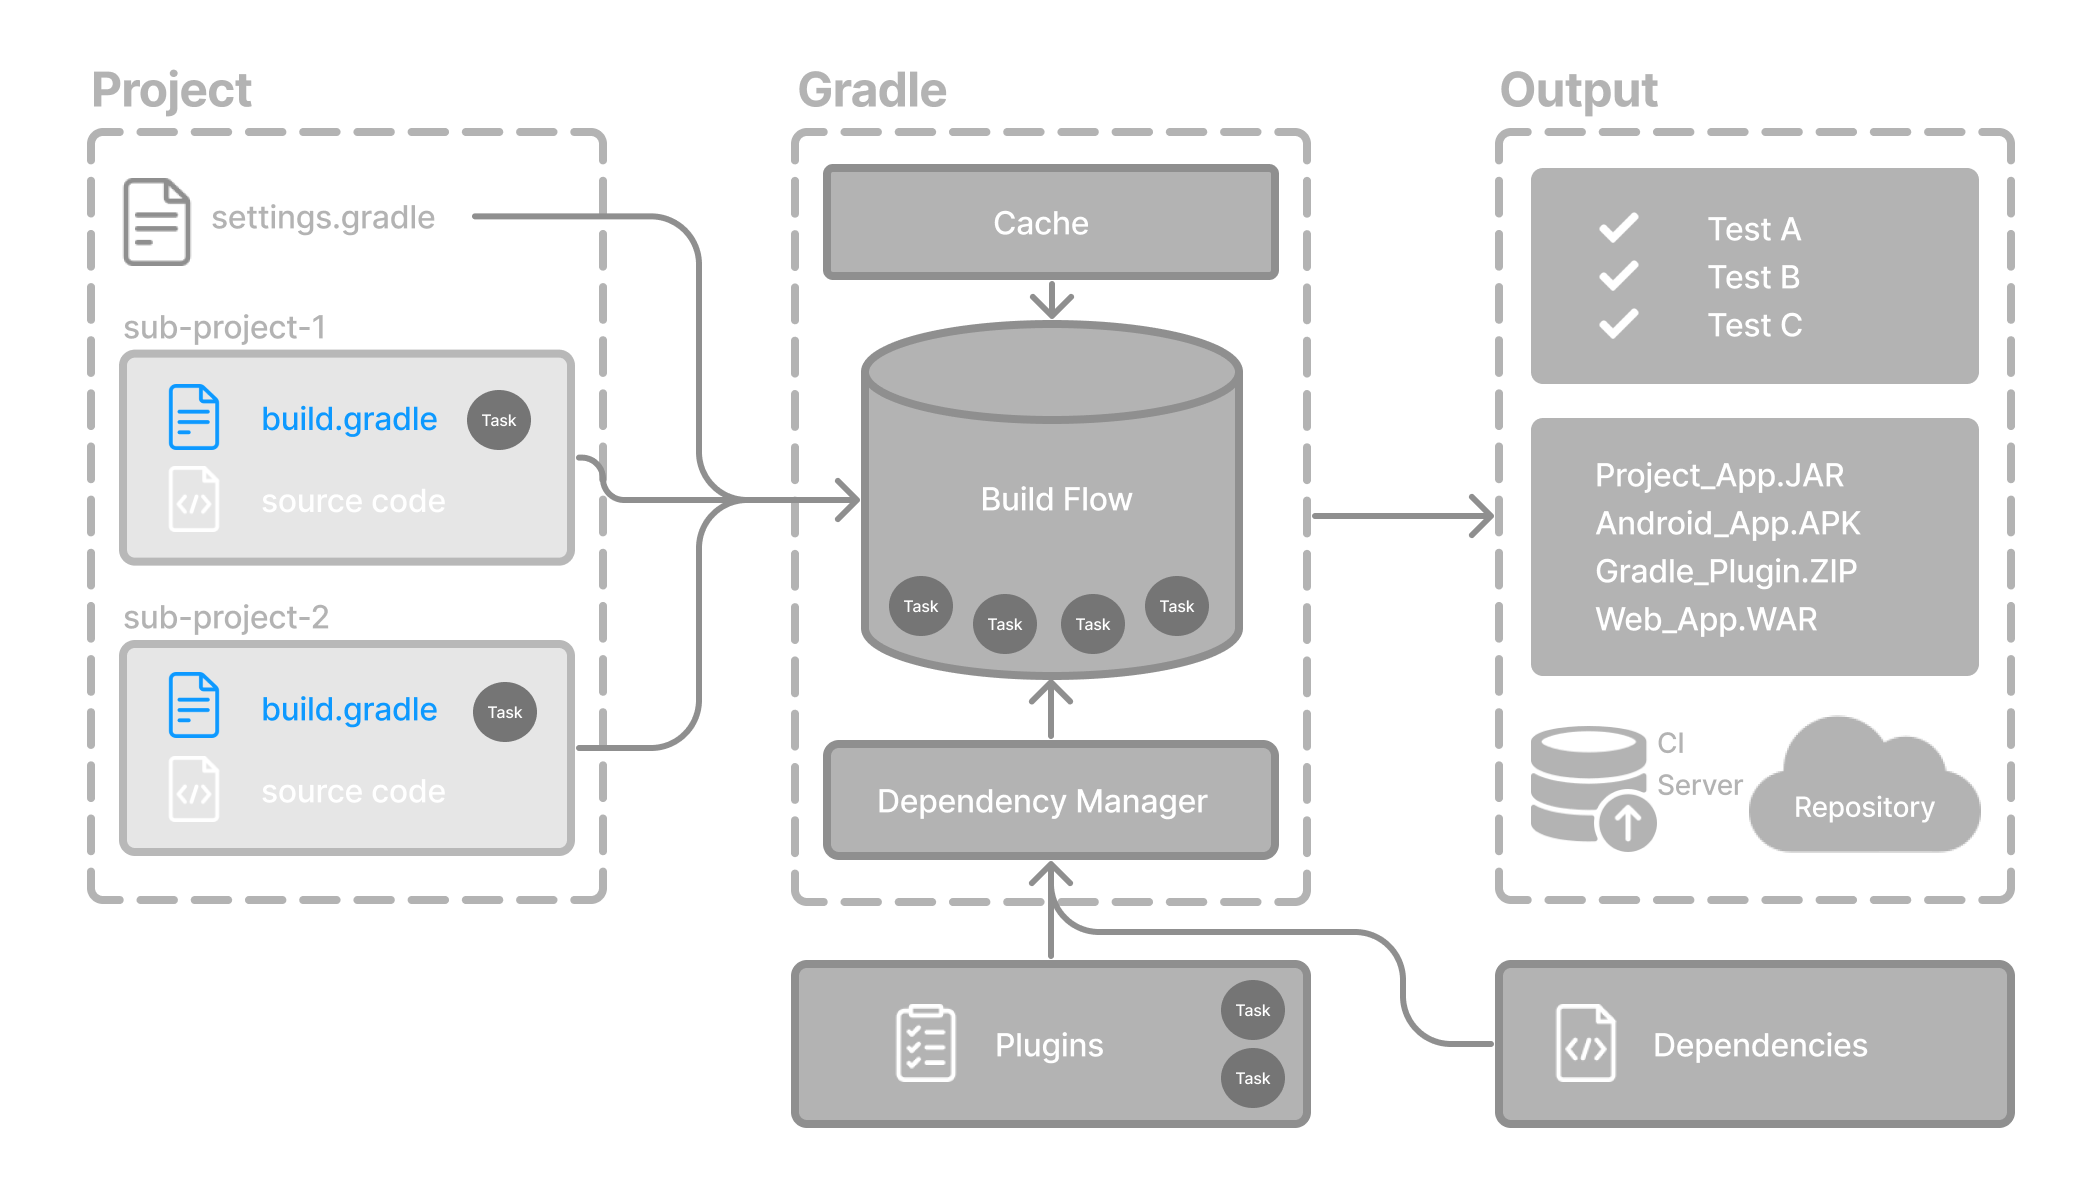 Project
settings.gradle
sub-project-1
build.gradle
Task
source code
sub-project-2
build.gradle
Task
source code
Gradle
Cache
Build Flow
Task
Task
Task
Task
Dependency Manager
Plugins
Task
Task
Output
Test A
Test B
Test C
Project_App.JAR
Android_App.APK
Gradle_Plugin.ZIP
Web_App.WAR
CI
Server
Repository
Dependencies